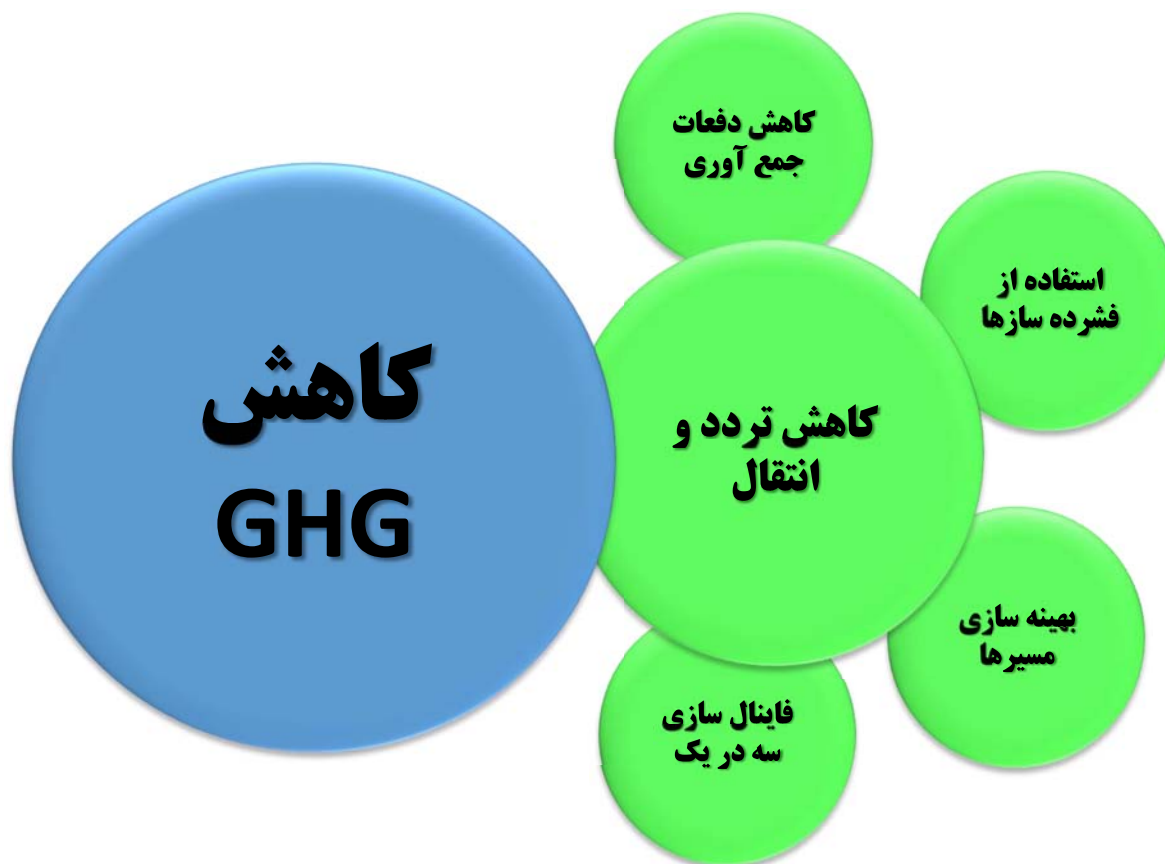 کاهش دفعات
جمع آوری
استفاده از
فشرده سازها
کاهش
GHG
کاهش تردد و
انتقال
بهینه سازی
مسیرها
فاینال سازی
سه در یک